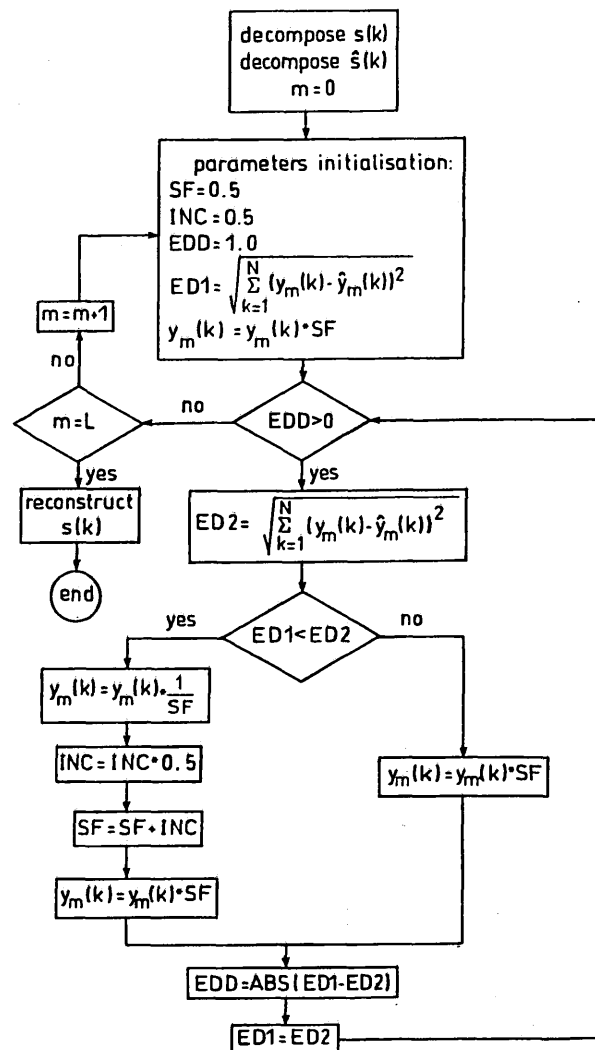 decompose s(k)
decompose ŝ(k)
m=0
parameters initialisation:
SF=0.5
INC=0.5
EDD=1.0
ED1=√(Σ_{k=1}^{N} (y_m(k)-ŷ_m(k))²)
y_m(k)=y_m(k)•SF
m=m+1
no
m=L
no
EDD>0
yes
yes
reconstruct
s(k)
end
ED2=√(Σ_{k=1}^{N} (y_m(k)-ŷ_m(k))²)
yes
ED1<ED2
no
y_m(k)=y_m(k)•1/SF
INC=INC•0.5
y_m(k)=y_m(k)•SF
SF=SF+INC
y_m(k)=y_m(k)•SF
EDD=ABS(ED1-ED2)
ED1=ED2